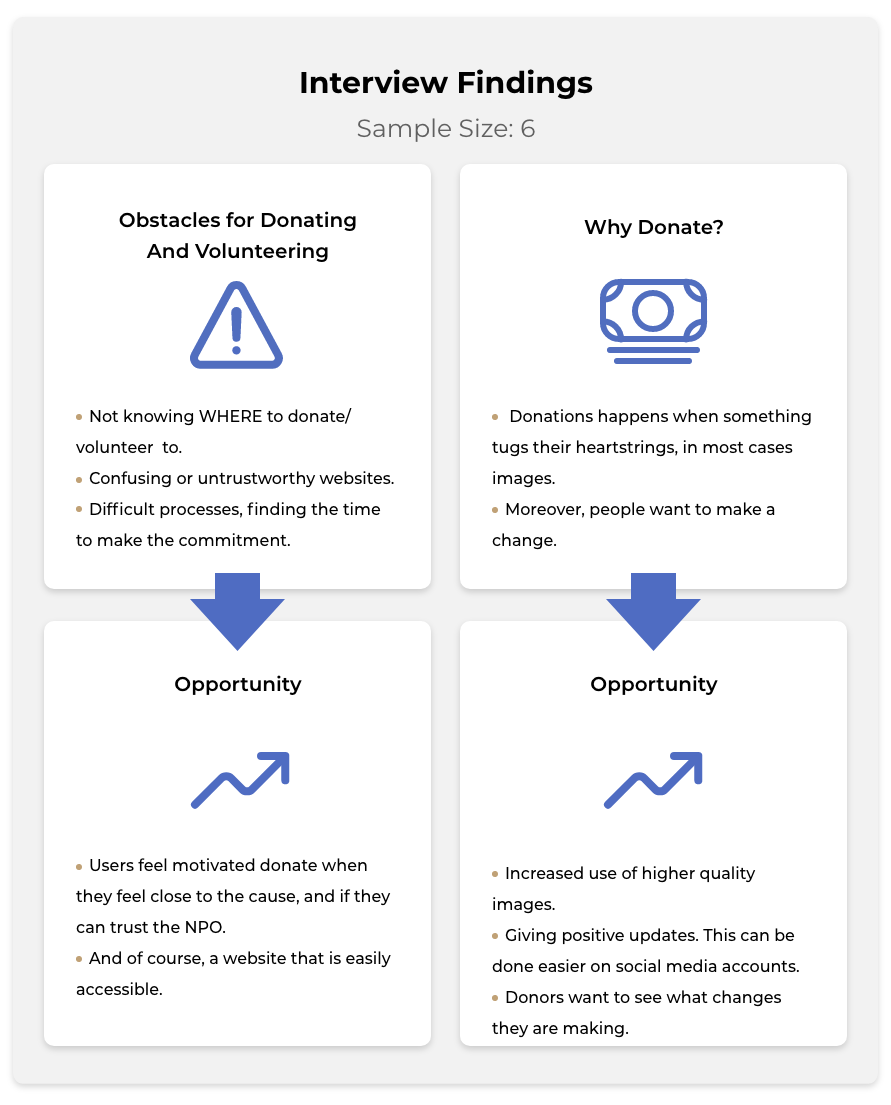 Interview Findings
Sample Size: 6
Obstacles for Donating
And Volunteering
• Not knowing WHERE to donate/
volunteer  to.
• Confusing or untrustworthy websites.
• Difficult processes, finding the time
to make the commitment.
Why Donate?
•  Donations happens when something
tugs their heartstrings, in most cases
images.
• Moreover, people want to make a
change.
Opportunity
• Users feel motivated donate when
they feel close to the cause, and if they
can trust the NPO.
• And of course, a website that is easily
accessible.
Opportunity
• Increased use of higher quality
images.
• Giving positive updates. This can be
done easier on social media accounts.
• Donors want to see what changes
they are making.